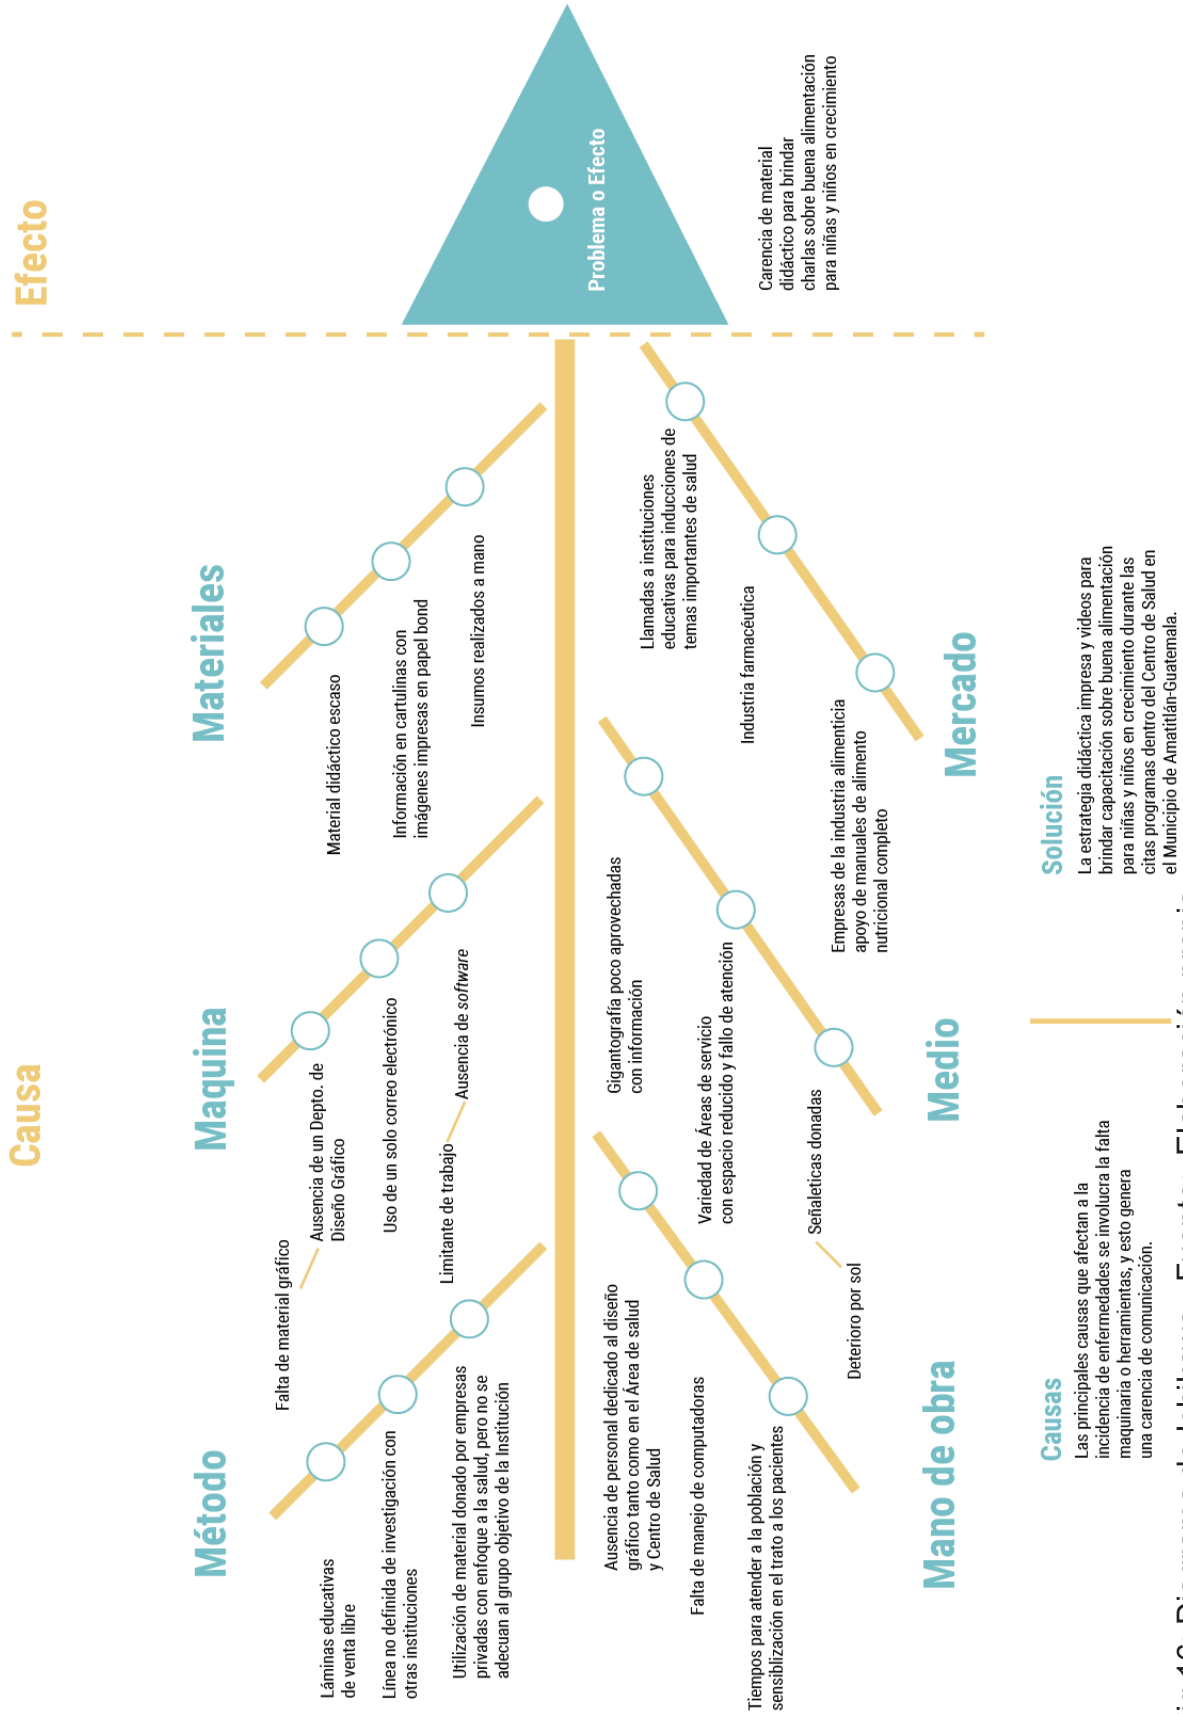 Causa
Efecto
Método
Maquina
Materiales
Láminas educativas
de venta libre
Línea no definida de investigación con
otras instituciones
Utilización de material donado por empresas
privadas con enfoque a la salud, pero no se
adecuan al grupo objetivo de la Institución
Falta de material gráfico
Ausencia de un Depto. de
Diseño Gráfico
Uso de un solo correo electrónico
Limitante de trabajo
Ausencia de software
Material didáctico escaso
Información en cartulinas con
imágenes impresas en papel bond
Insumos realizados a mano
Problema o Efecto
Carencia de material
didáctico para brindar
charlas sobre buena alimentación
para niñas y niños en crecimiento
Ausencia de personal dedicado al diseño
gráfico tanto como en el Área de salud
y Centro de Salud
Falta de manejo de computadoras
Tiempos para atender a la población y
sensiblización en el trato a los pacientes
Gigantografía poco aprovechadas
con información
Variedad de Áreas de servicio
con espacio reducido y fallo de atención
Señaleticas donadas
Deterioro por sol
Llamadas a instituciones
educativas para inducciones de
temas importantes de salud
Industria farmacéutica
Empresas de la industria alimenticia
apoyo de manuales de alimento
nutricional completo
Mano de obra
Medio
Mercado
Causas
Las principales causas que afectan a la
incidencia de enfermedades se involucra la falta
maquinaria o herramientas, y esto genera
una carencia de comunicación.
Solución
La estrategia didáctica impresa y videos para
brindar capacitación sobre buena alimentación
para niñas y niños en crecimiento durante las
citas programas dentro del Centro de Salud en
el Municipio de Amatitlán-Guatemala.